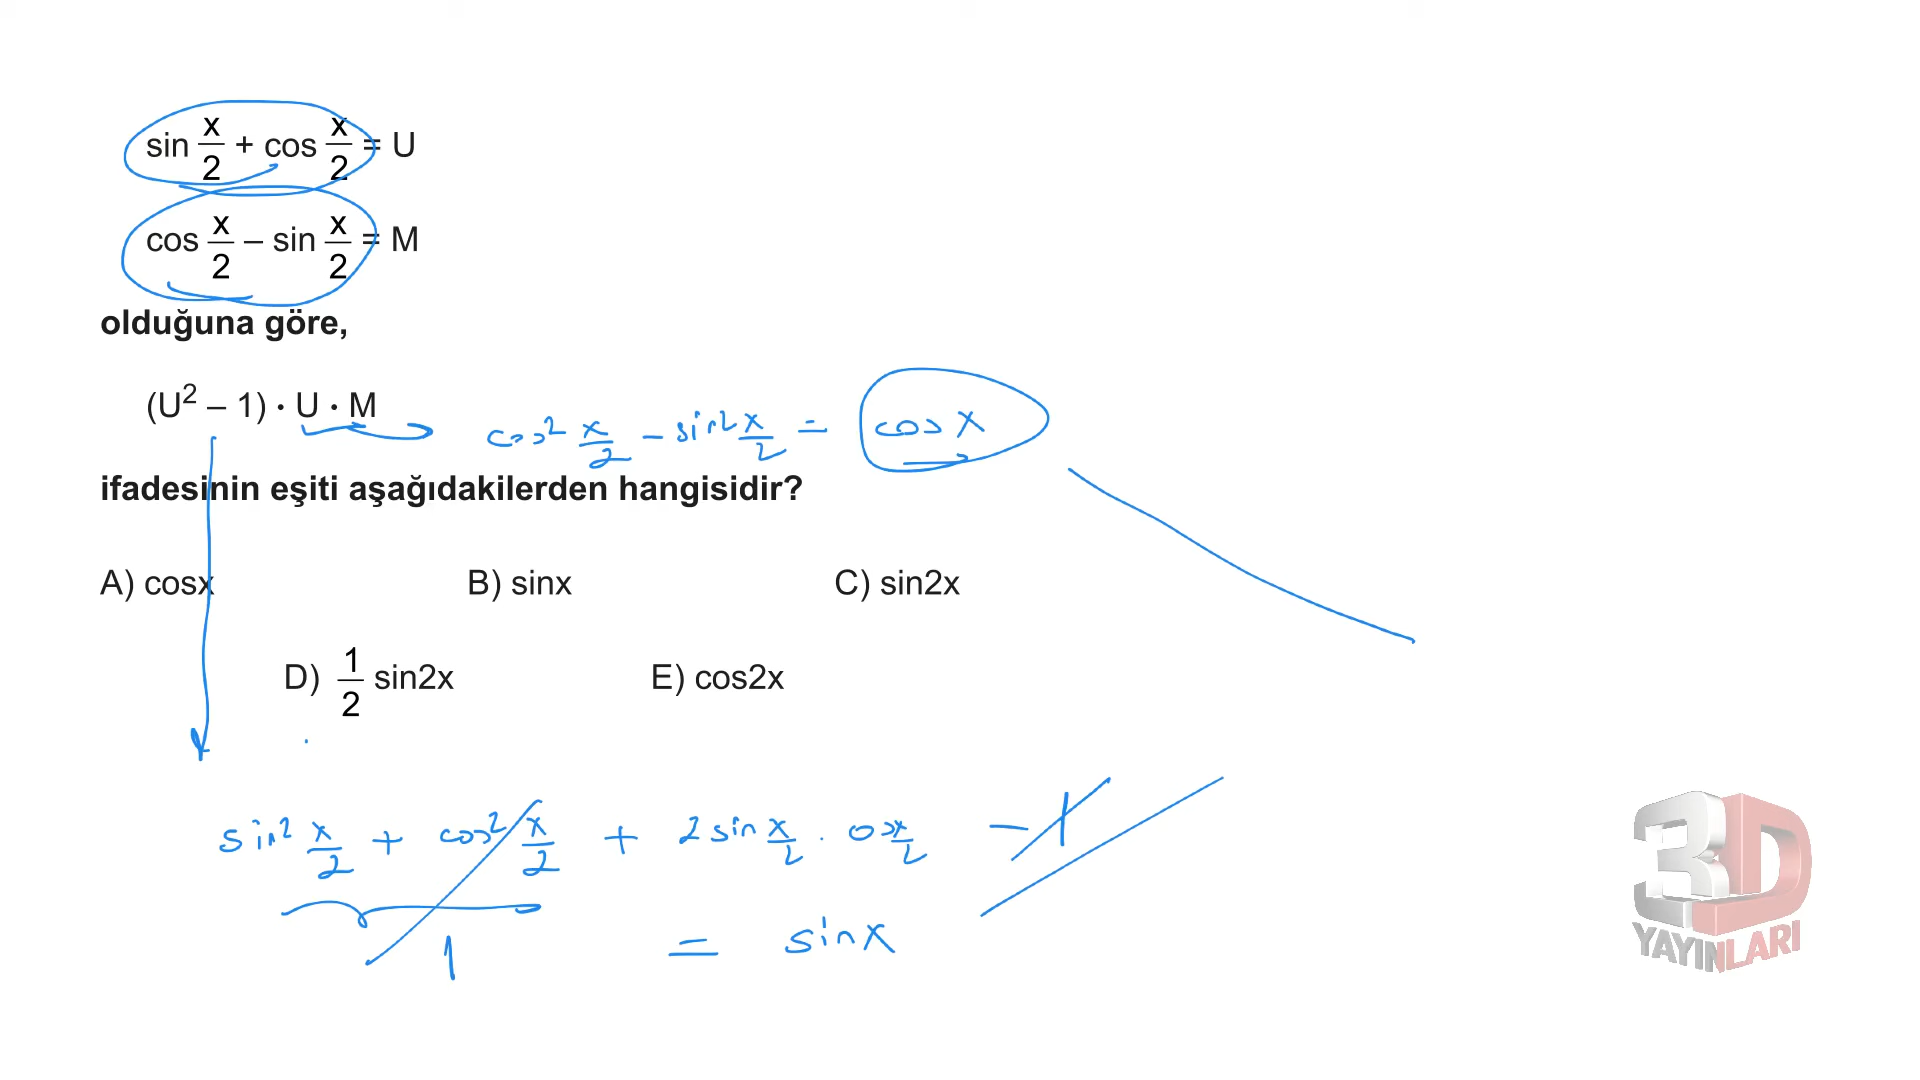 sin x/2 + cos x/2 = U
cos x/2 – sin x/2 = M
olduğuna göre,
(U² – 1) · U · M
cos² x/2 – sin² x/2 = cos x
ifadesinin eşiti aşağıdakilerden hangisidir?
A) cosx B) sinx C) sin2x
D) 1/2 sin2x E) cos2x
sin² x/2 + cos² x/2 + 2 sin x/2 · cos x/2 – 1
1 = sin x
3D
YAYINLARI